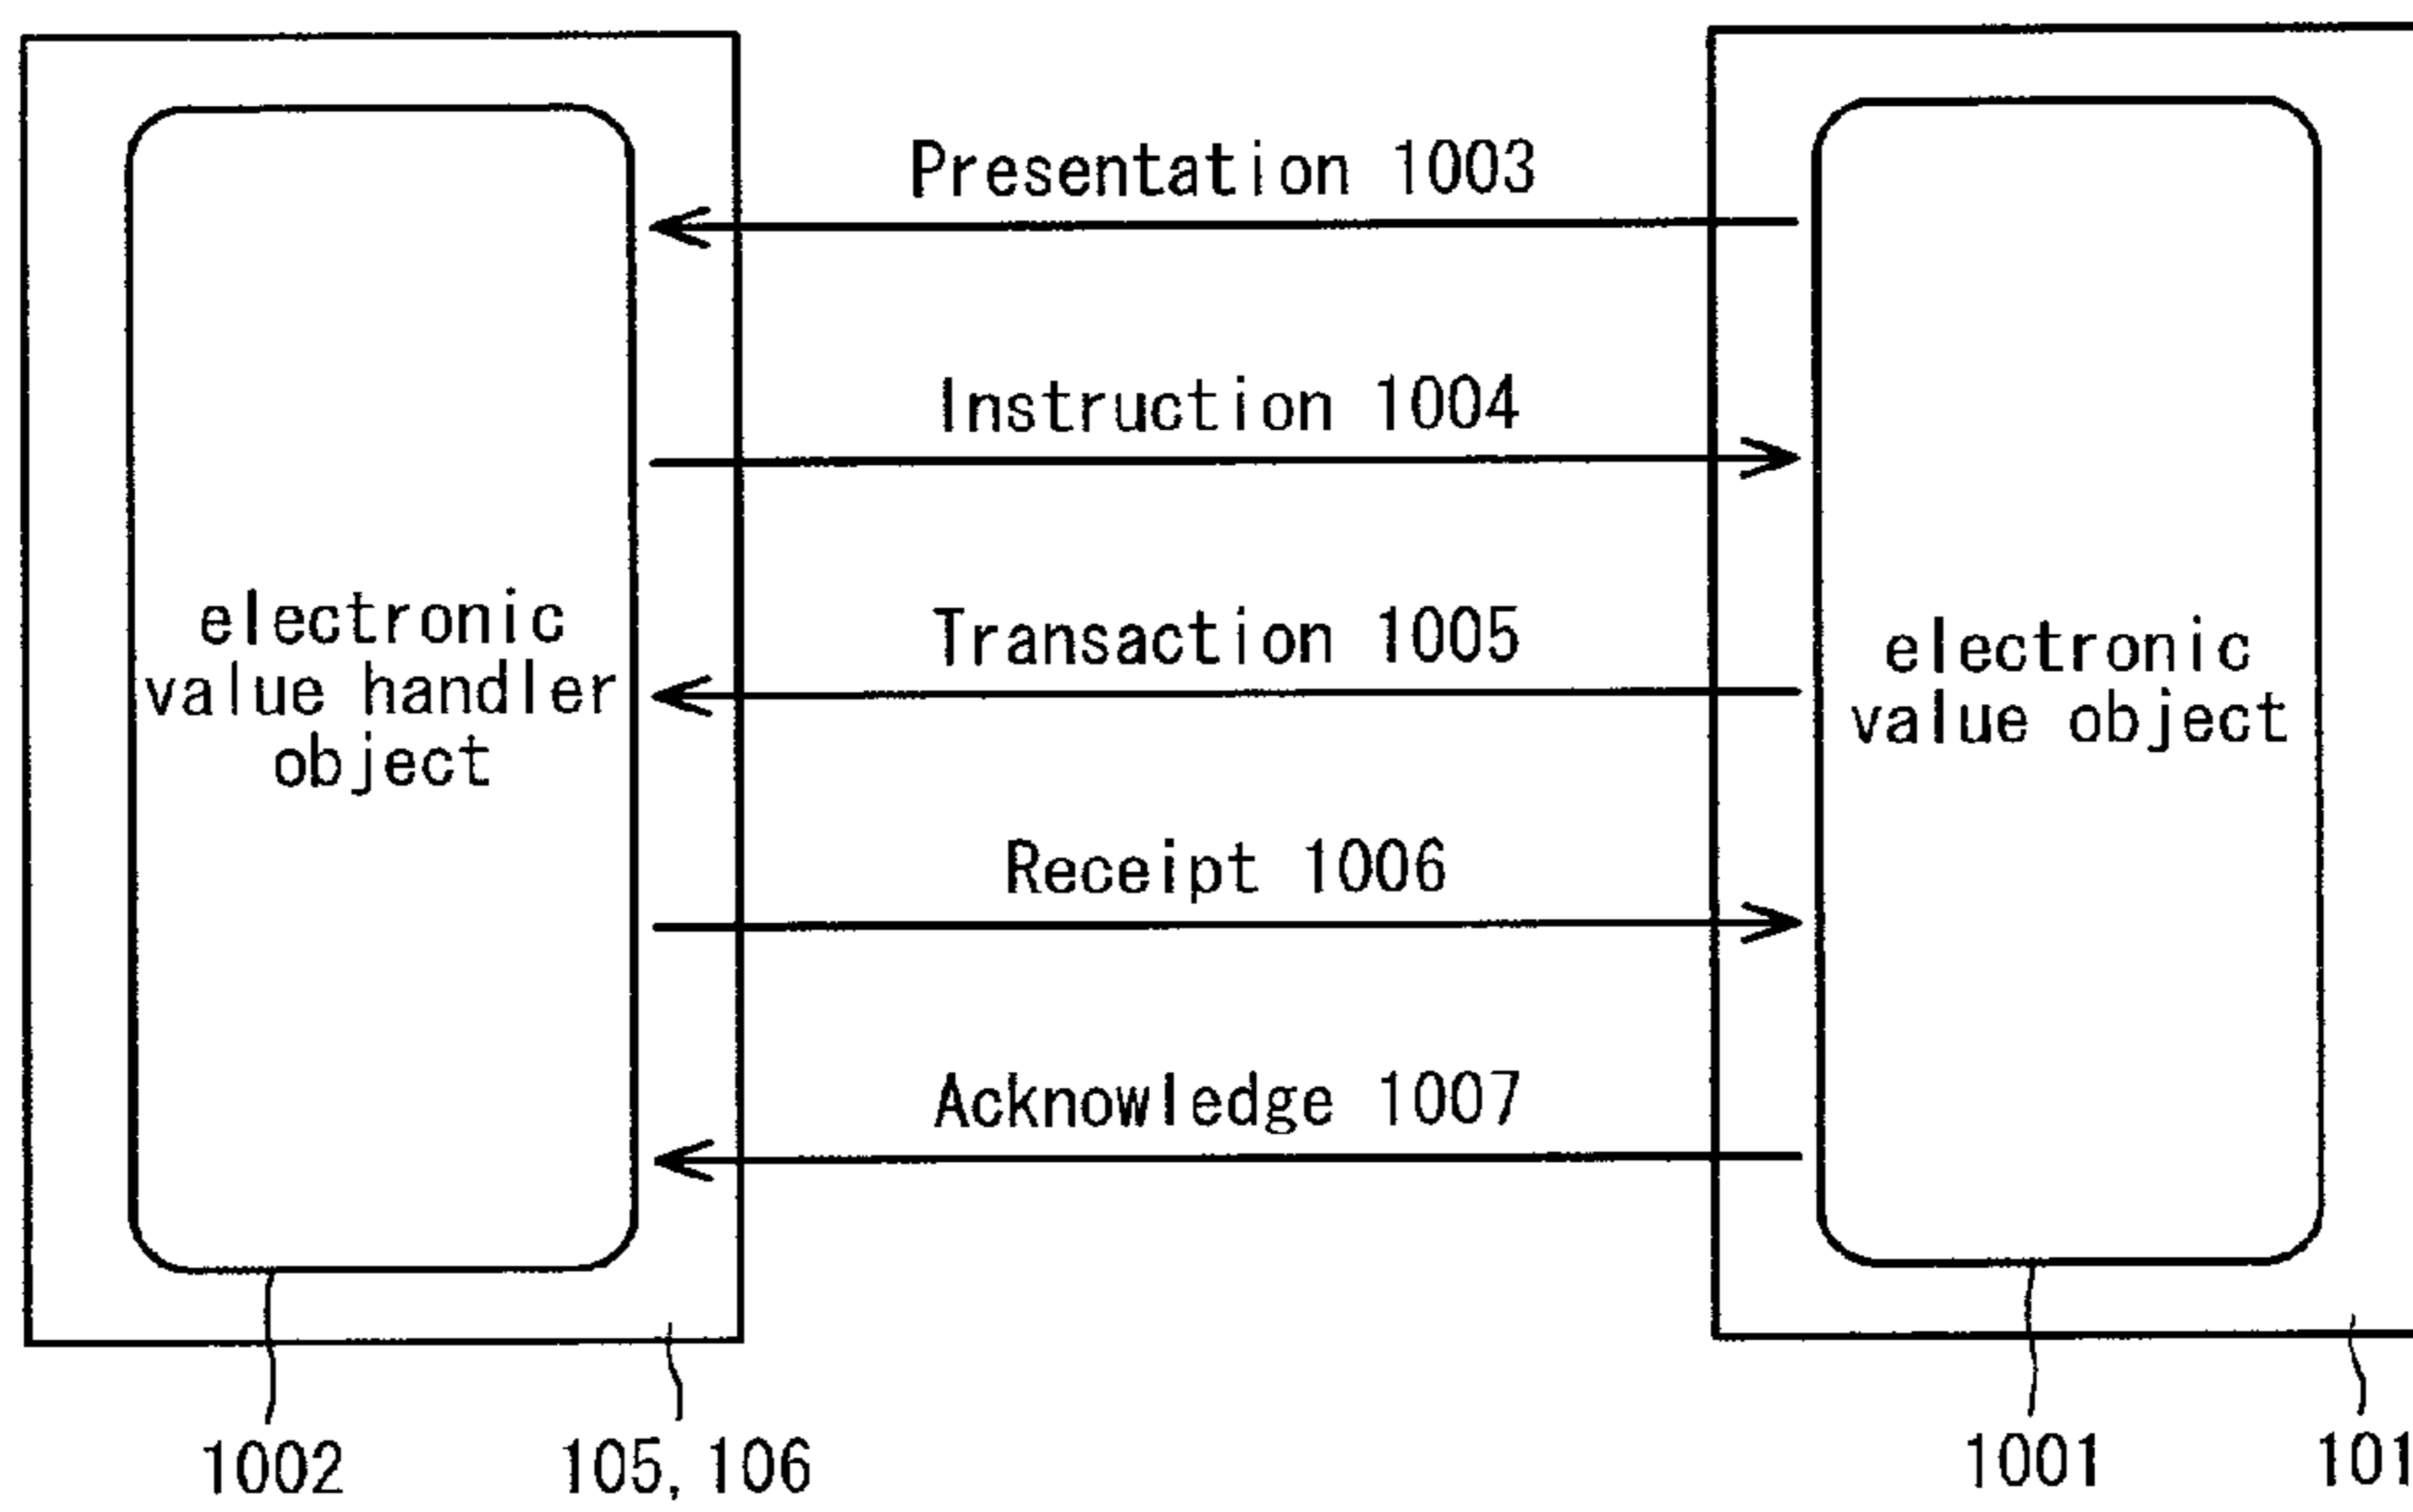 Presentation 1003
Instruction 1004
Transaction 1005
electronic
value handler
object
electronic
value object
Receipt 1006
Acknowledge 1007
1002
105, 106
1001
101